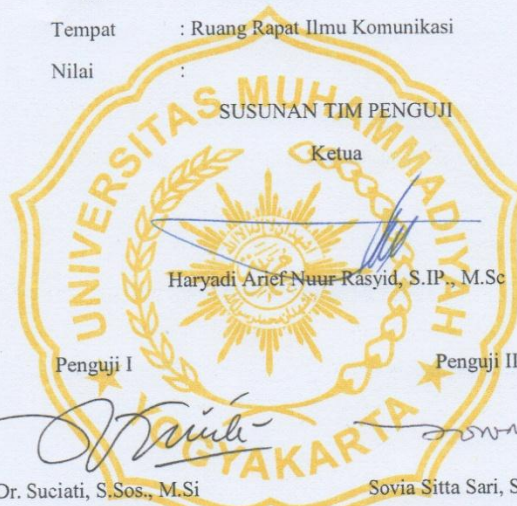 Tempat : Ruang Rapat Ilmu Komunikasi
Nilai :
SUSUNAN TIM PENGUJI
Ketua
Haryadi Arief Nuur Rasyid, S.IP., M.Sc
Penguji I Penguji II
Dr. Suciati, S.Sos., M.Si Sovia Sitta Sari, S
UNIVERSITAS MUHAMMADIYAH
YOGYAKARTA